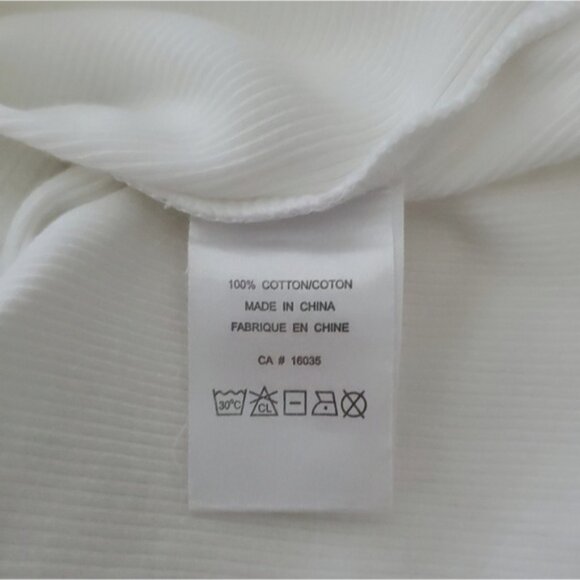 100% COTTON/COTON
MADE IN CHINA
FABRIQUE EN CHINE
CA # 16035
30°C CL